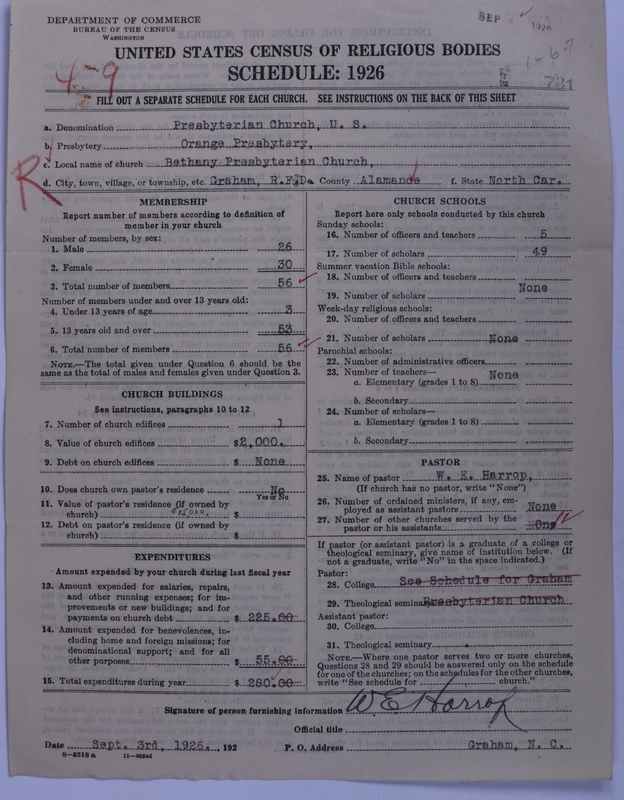 DEPARTMENT OF COMMERCE
BUREAU OF THE CENSUS
WASHINGTON
SEP 1926
1-67
731
4-9
UNITED STATES CENSUS OF RELIGIOUS BODIES
SCHEDULE: 1926
FILL OUT A SEPARATE SCHEDULE FOR EACH CHURCH. SEE INSTRUCTIONS ON THE BACK OF THIS SHEET
a. Denomination Presbyterian Church, U. S.
b. Presbytery Orange Presbytery,
c. Local name of church Bethany Presbyterian Church,
R
d. City, town, village, or township, etc. Graham, R.F.D. e. County Alamance f. State North Car.
MEMBERSHIP
Report number of members according to definition of
member in your church
Number of members, by sex:
1. Male 26
2. Female 30
3. Total number of members 56
Number of members under and over 13 years old:
4. Under 13 years of age 3
5. 13 years old and over 53
6. Total number of members 56
NOTE.—The total given under Question 6 should be the
same as the total of males and females given under Question 3.
CHURCH BUILDINGS
See instructions, paragraphs 10 to 12
7. Number of church edifices 1
8. Value of church edifices $2,000.
9. Debt on church edifices $ None
10. Does church own pastor's residence No
Yes or No
11. Value of pastor's residence (if owned by
church) $
12. Debt on pastor's residence (if owned by
church) $
EXPENDITURES
Amount expended by your church during last fiscal year
13. Amount expended for salaries, repairs,
and other running expenses; for im-
provements or new buildings; and for
payments on church debt $ 225.00
14. Amount expended for benevolences, in-
cluding home and foreign missions; for
denominational support; and for all
other purposes $ 55.00
15. Total expenditures during year $ 280.00
CHURCH SCHOOLS
Report here only schools conducted by this church
Sunday schools:
16. Number of officers and teachers 5
17. Number of scholars 49
Summer vacation Bible schools:
18. Number of officers and teachers
None
19. Number of scholars
Week-day religious schools:
20. Number of officers and teachers
21. Number of scholars None
Parochial schools:
22. Number of administrative officers
23. Number of teachers— None
a. Elementary (grades 1 to 8)
b. Secondary
24. Number of scholars—
a. Elementary (grades 1 to 8)
b. Secondary
PASTOR
25. Name of pastor W. E. Harrop,
(If church has no pastor, write "None")
26. Number of ordained ministers, if any, em-
ployed as assistant pastors None
27. Number of other churches served by the
pastor or his assistants One
If pastor (or assistant pastor) is a graduate of a college or
theological seminary, give name of institution below. (If
not a graduate, write "No" in the space indicated.)
Pastor:
28. College See Schedule for Graham
29. Theological seminary Presbyterian Church
Assistant pastor:
30. College
31. Theological seminary
NOTE.—Where one pastor serves two or more churches,
Questions 28 and 29 should be answered only on the schedule
for one of the churches; on the schedules for the other churches,
write "See schedule for church."
Signature of person furnishing information W E Harrop
Official title
Date Sept. 3rd, 1926., 192 P. O. Address Graham, N. C.
8-5518 a 11-9054d